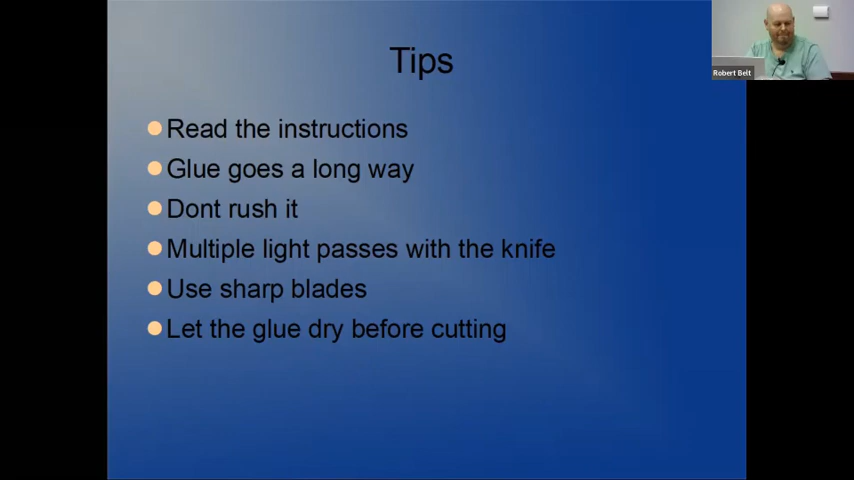 Tips
Robert Belt
Read the instructions
Glue goes a long way
Dont rush it
Multiple light passes with the knife
Use sharp blades
Let the glue dry before cutting